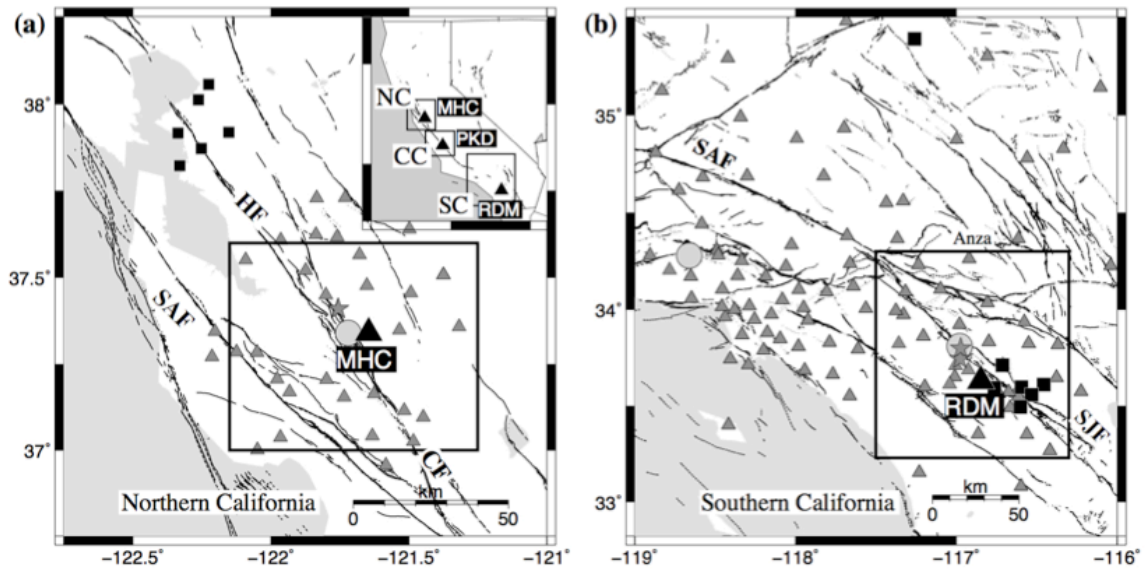 (a)
38°
37.5°
37°
−122.5°
−122°
−121.5°
−121°
HF
SAF
CF
MHC
Northern California
km
0 50
NC
MHC
PKD
CC
SC
RDM
(b)
35°
34°
33°
−119°
−118°
−117°
−116°
SAF
Anza
RDM
SJF
Southern California
km
0 50